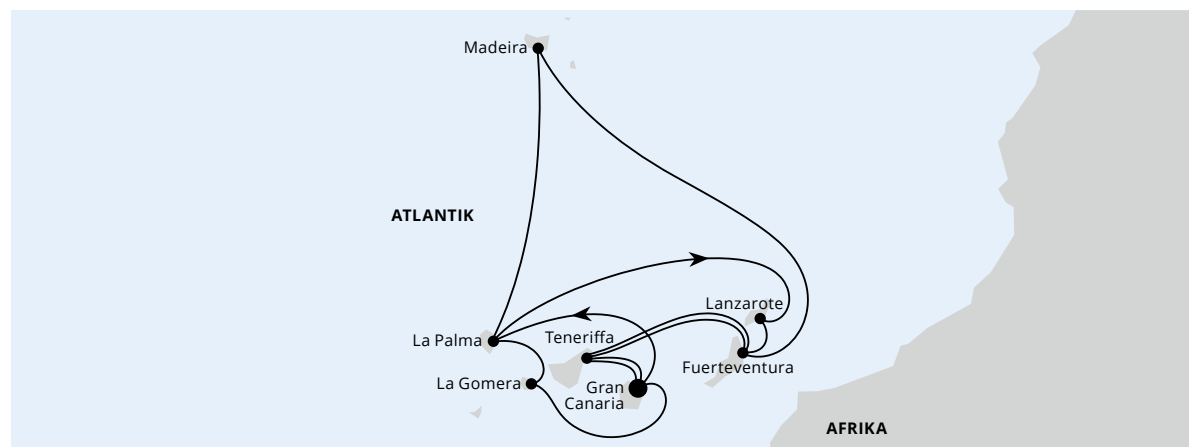 Madeira
ATLANTIK
Lanzarote
La Palma
Teneriffa
Fuerteventura
La Gomera
Gran
Canaria
AFRIKA